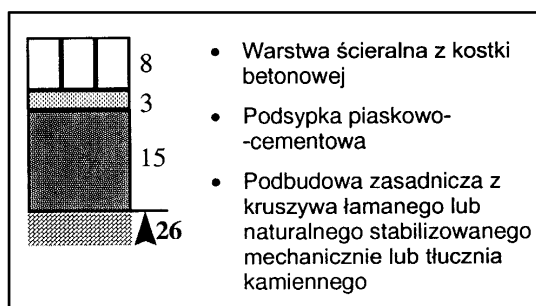 8
3
15
26
• Warstwa ścieralna z kostki
betonowej
• Podsypka piaskowo-
-cementowa
• Podbudowa zasadnicza z
kruszywa łamanego lub
naturalnego stabilizowanego
mechanicznie lub tłucznia
kamiennego